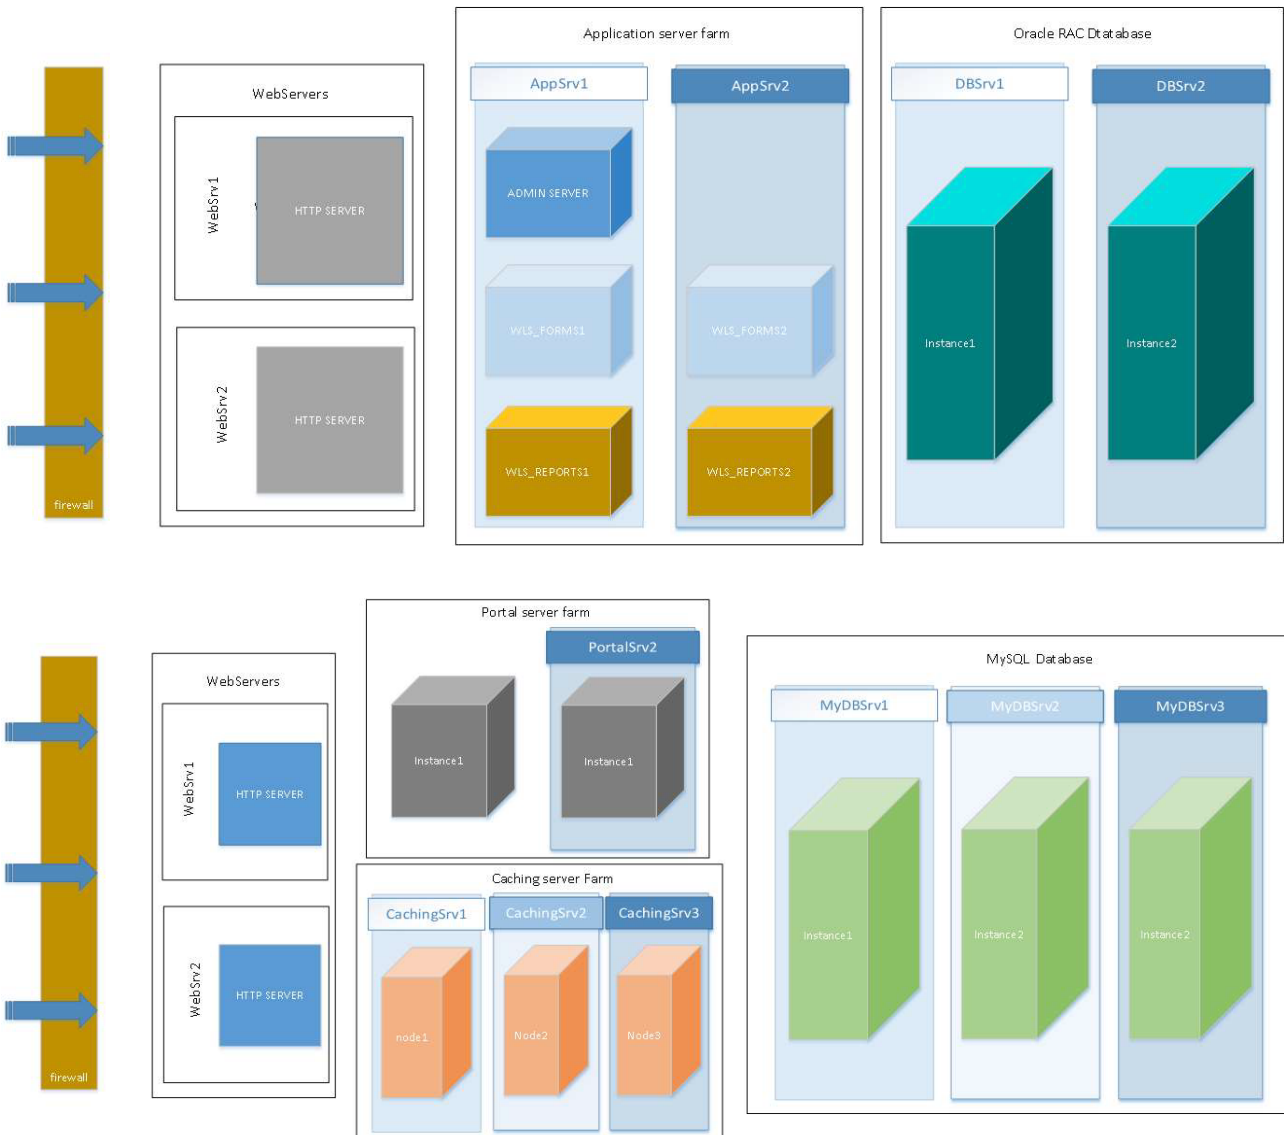 Application server farm
Oracle RAC Dtatabase
AppSrv1
AppSrv2
DBSrv1
DBSrv2
WebServers
WebSrv1
HTTP SERVER
ADMIN SERVER
WLS_FORMS1
WLS_FORMS2
Instance1
Instance2
WebSrv2
HTTP SERVER
WLS_REPORTS1
WLS_REPORTS2
firewall
Portal server farm
PortalSrv2
MySQL Database
WebServers
MyDBSrv1
MyDBSrv2
MyDBSrv3
WebSrv1
HTTP SERVER
Instance1
Instance1
Caching server Farm
CachingSrv1
CachingSrv2
CachingSrv3
Instance1
Instance2
Instance2
WebSrv2
HTTP SERVER
node1
Node2
Node3
firewall